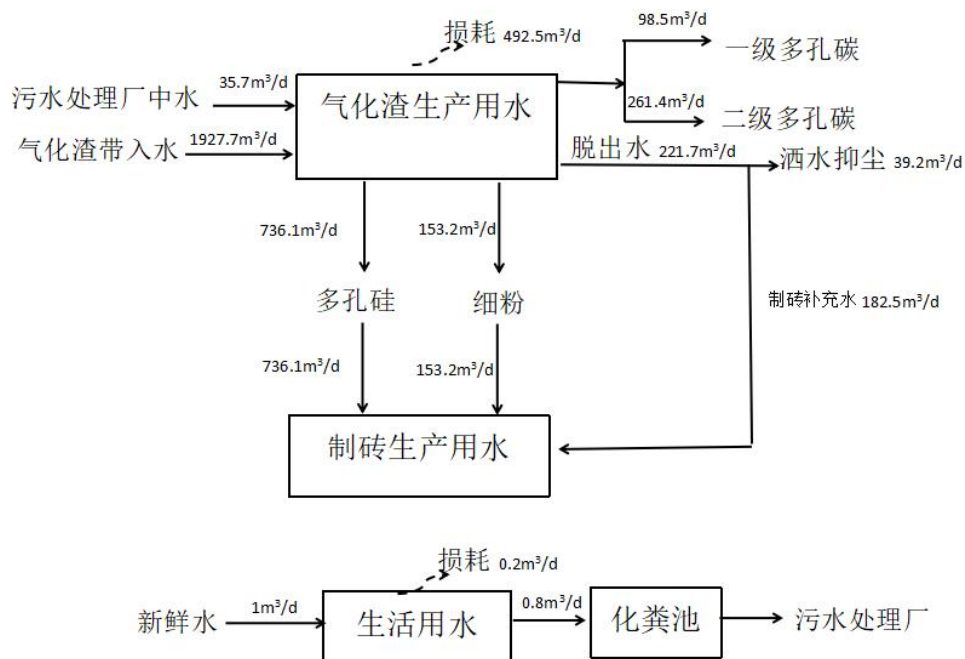 损耗 492.5m³/d
98.5m³/d
一级多孔碳
污水处理厂中水
35.7m³/d
气化渣生产用水
261.4m³/d
二级多孔碳
气化渣带入水
1927.7m³/d
脱出水 221.7m³/d
洒水抑尘 39.2m³/d
736.1m³/d
153.2m³/d
多孔硅
细粉
制砖补充水 182.5m³/d
736.1m³/d
153.2m³/d
制砖生产用水
损耗 0.2m³/d
新鲜水
1m³/d
生活用水
0.8m³/d
化粪池
污水处理厂